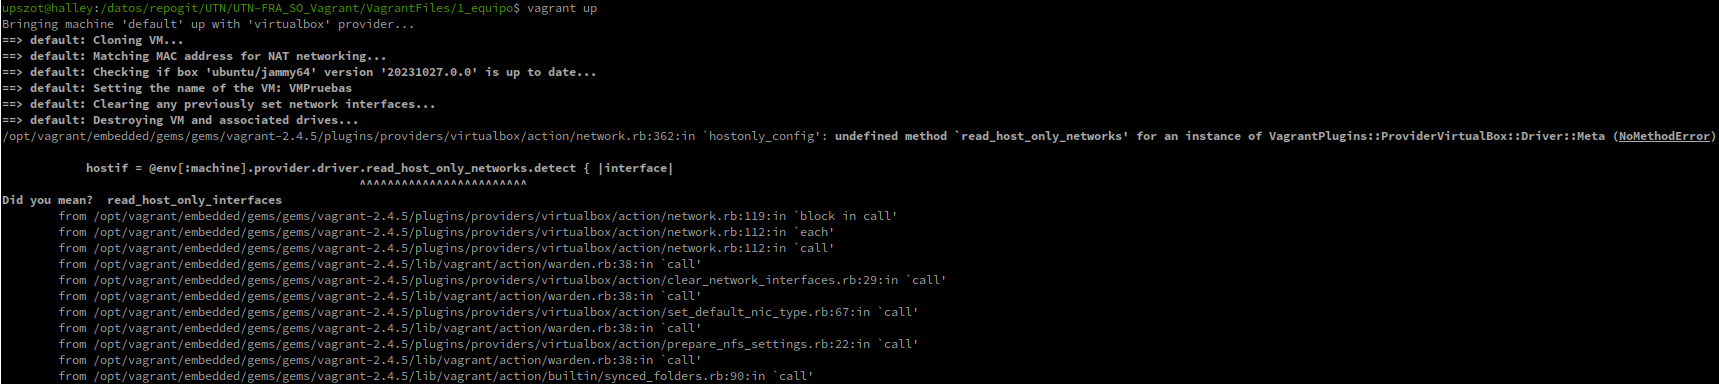 upszot@halley:/datos/repogit/UTN/UTN-FRA_SO_Vagrant/VagrantFiles/1_equipo$ vagrant up
Bringing machine 'default' up with 'virtualbox' provider...
==> default: Cloning VM...
==> default: Matching MAC address for NAT networking...
==> default: Checking if box 'ubuntu/jammy64' version '20231027.0.0' is up to date...
==> default: Setting the name of the VM: VMPruebas
==> default: Clearing any previously set network interfaces...
==> default: Destroying VM and associated drives...
/opt/vagrant/embedded/gems/gems/vagrant-2.4.5/plugins/providers/virtualbox/action/network.rb:362:in `hostonly_config': undefined method `read_host_only_networks' for an instance of VagrantPlugins::ProviderVirtualBox::Driver::Meta (NoMethodError)
hostif = @env[:machine].provider.driver.read_host_only_networks.detect { |interface|
^^^^^^^^^^^^^^^^^^^^^^^^
Did you mean?  read_host_only_interfaces
from /opt/vagrant/embedded/gems/gems/vagrant-2.4.5/plugins/providers/virtualbox/action/network.rb:119:in `block in call'
from /opt/vagrant/embedded/gems/gems/vagrant-2.4.5/plugins/providers/virtualbox/action/network.rb:112:in `each'
from /opt/vagrant/embedded/gems/gems/vagrant-2.4.5/plugins/providers/virtualbox/action/network.rb:112:in `call'
from /opt/vagrant/embedded/gems/gems/vagrant-2.4.5/lib/vagrant/action/warden.rb:38:in `call'
from /opt/vagrant/embedded/gems/gems/vagrant-2.4.5/plugins/providers/virtualbox/action/clear_network_interfaces.rb:29:in `call'
from /opt/vagrant/embedded/gems/gems/vagrant-2.4.5/lib/vagrant/action/warden.rb:38:in `call'
from /opt/vagrant/embedded/gems/gems/vagrant-2.4.5/plugins/providers/virtualbox/action/set_default_nic_type.rb:67:in `call'
from /opt/vagrant/embedded/gems/gems/vagrant-2.4.5/lib/vagrant/action/warden.rb:38:in `call'
from /opt/vagrant/embedded/gems/gems/vagrant-2.4.5/plugins/providers/virtualbox/action/prepare_nfs_settings.rb:22:in `call'
from /opt/vagrant/embedded/gems/gems/vagrant-2.4.5/lib/vagrant/action/warden.rb:38:in `call'
from /opt/vagrant/embedded/gems/gems/vagrant-2.4.5/lib/vagrant/action/builtin/synced_folders.rb:90:in `call'